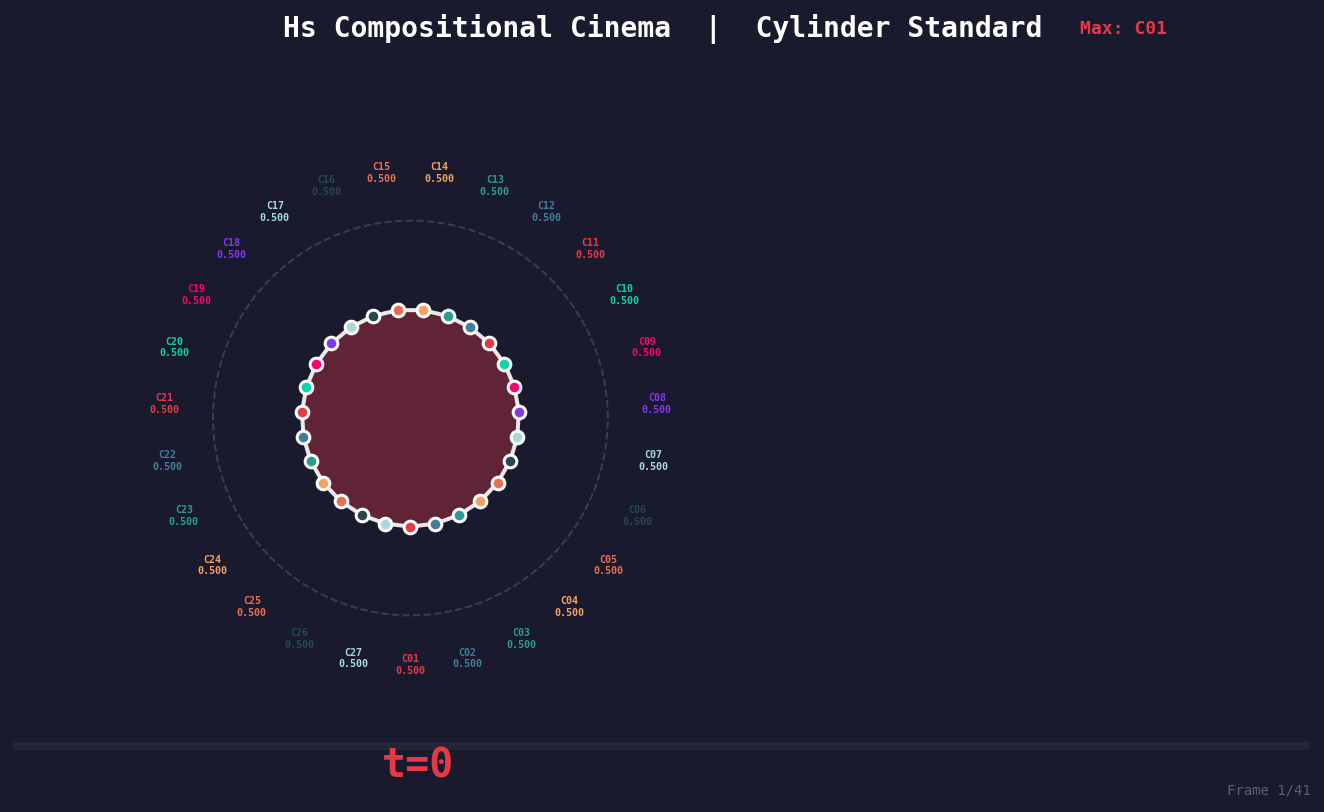 Hs Compositional Cinema | Cylinder Standard Max: C01
C15
0.500
C14
0.500
C16
0.500
C13
0.500
C17
0.500
C12
0.500
C18
0.500
C11
0.500
C19
0.500
C10
0.500
C20
0.500
C09
0.500
C21
0.500
C08
0.500
C22
0.500
C07
0.500
C23
0.500
C06
0.500
C24
0.500
C05
0.500
C25
0.500
C04
0.500
C26
0.500
C03
0.500
C27
0.500
C01
0.500
C02
0.500
t=0
Frame 1/41